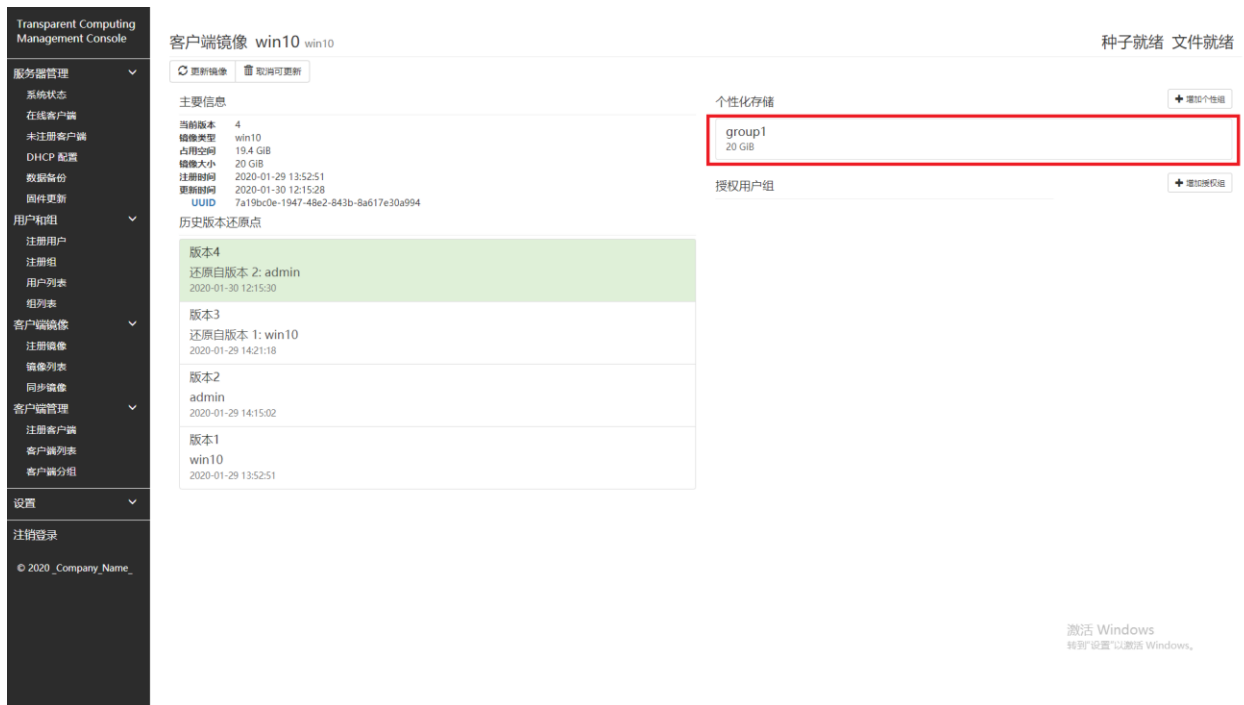 Transparent Computing
Management Console
服务器管理
系统状态
在线客户端
未注册客户端
DHCP 配置
数据备份
固件更新
用户和组
注册用户
注册组
用户列表
组列表
客户端镜像
注册镜像
镜像列表
同步镜像
客户端管理
注册客户端
客户端列表
客户端分组
设置
注销登录
© 2020 _Company_Name_
客户端镜像 win10 win10
种子就绪 文件就绪
更新镜像 取消可更新
主要信息
当前版本 4
镜像类型 win10
占用空间 19.4 GiB
镜像大小 20 GiB
注册时间 2020-01-29 13:52:51
更新时间 2020-01-30 12:15:28
UUID 7a19bc0e-1947-48e2-843b-8a617e30a994
历史版本还原点
版本4
还原自版本 2: admin
2020-01-30 12:15:30
版本3
还原自版本 1: win10
2020-01-29 14:21:18
版本2
admin
2020-01-29 14:15:02
版本1
win10
2020-01-29 13:52:51
个性化存储
增加个性组
group1
20 GiB
授权用户组
增加授权组
激活 Windows
转到"设置"以激活 Windows。